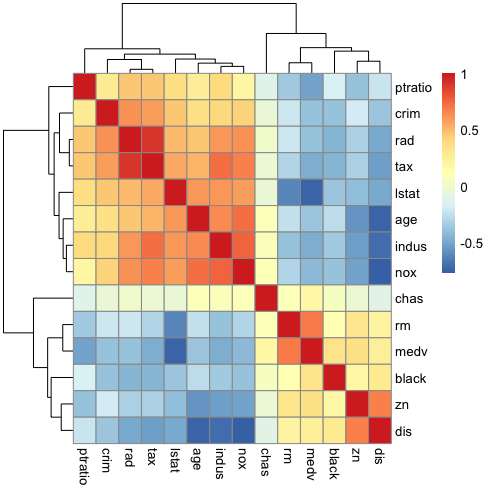 ptratio
crim
rad
tax
lstat
age
indus
nox
chas
rm
medv
black
zn
dis
1
0.5
0
-0.5
ptratio crim rad tax lstat age indus nox chas rm medv black zn dis